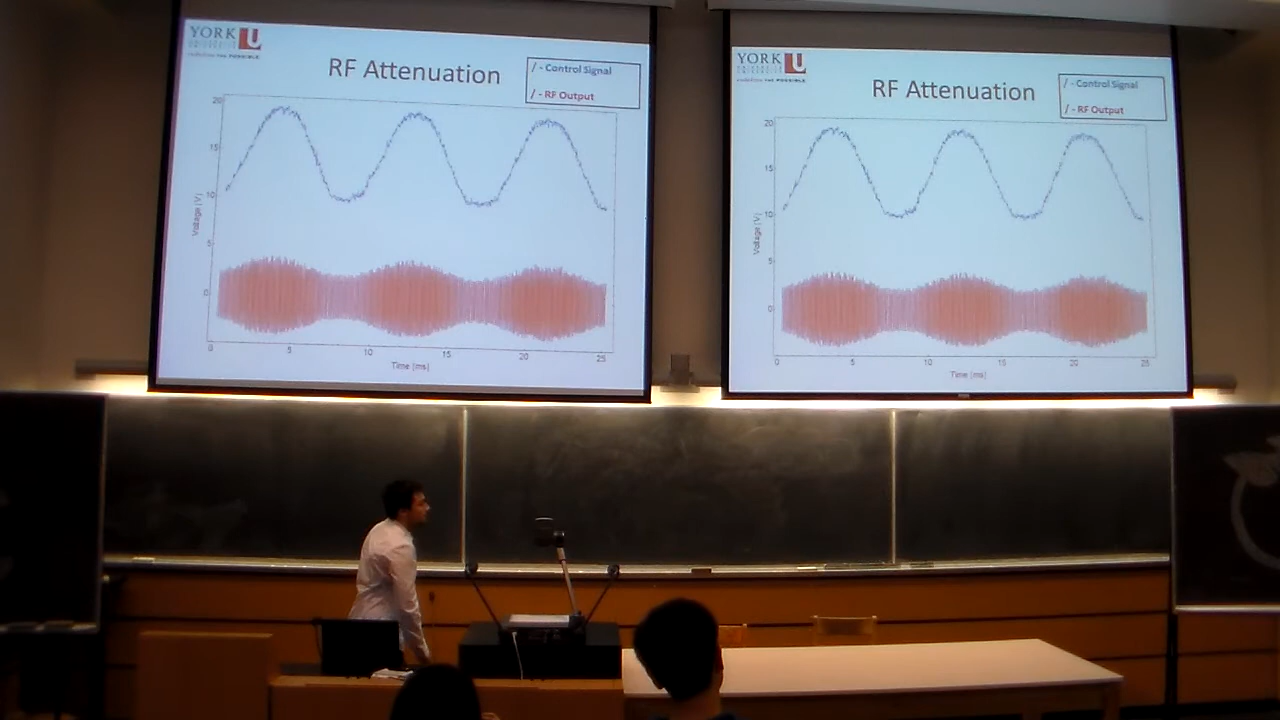 YORK U
RF Attenuation
/ - Control Signal
/ - RF Output
20
15
10
5
0
Voltage (V)
0 5 10 15 20 25
Time (ms)
YORK U
RF Attenuation
/ - Control Signal
/ - RF Output
20
15
10
5
0
Voltage (V)
0 5 10 15 20 25
Time (ms)